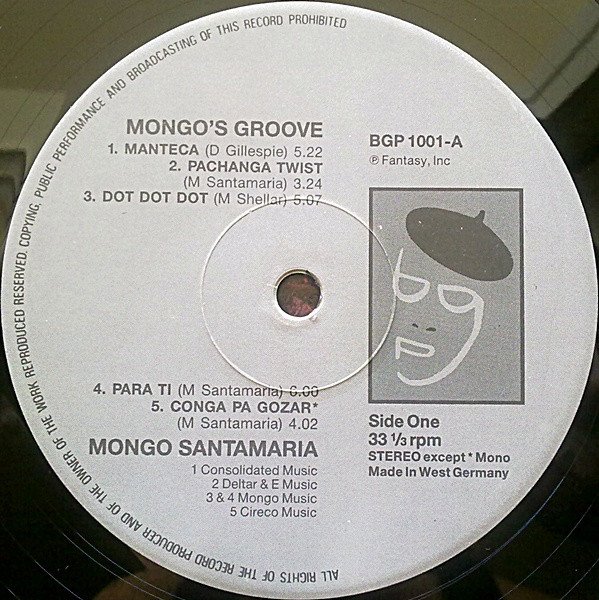 ALL RIGHTS OF THE RECORD PRODUCER AND OF THE OWNER OF THE WORK REPRODUCED RESERVED, COPYING, PUBLIC PERFORMANCE AND BROADCASTING OF THIS RECORD PROHIBITED
MONGO'S GROOVE
1. MANTECA (D Gillespie) 5.22
2. PACHANGA TWIST
(M Santamaria) 3.24
3. DOT DOT DOT (M Shellar) 5.07
BGP 1001-A
℗ Fantasy, Inc
bgp
4. PARA TI (M Santamaria) 6.00
5. CONGA PA GOZAR*
(M Santamaria) 4.02
MONGO SANTAMARIA
1 Consolidated Music
2 Deltar & E Music
3 & 4 Mongo Music
5 Cireco Music
Side One
33 ⅓ rpm
STEREO except * Mono
Made In West Germany